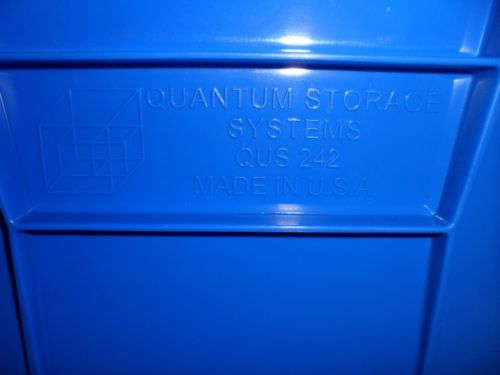 QUANTUM STORAGE
SYSTEMS
QUS 242
MADE IN U.S.A.